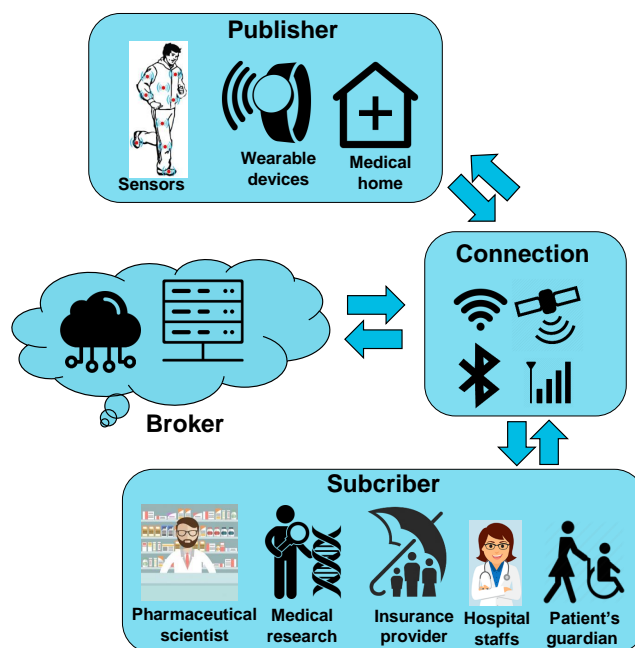 Publisher
Sensors
Wearable
devices
Medical
home
Connection
Broker
Subcriber
Pharmaceutical
scientist
Medical
research
Insurance
provider
Hospital
staffs
Patient's
guardian